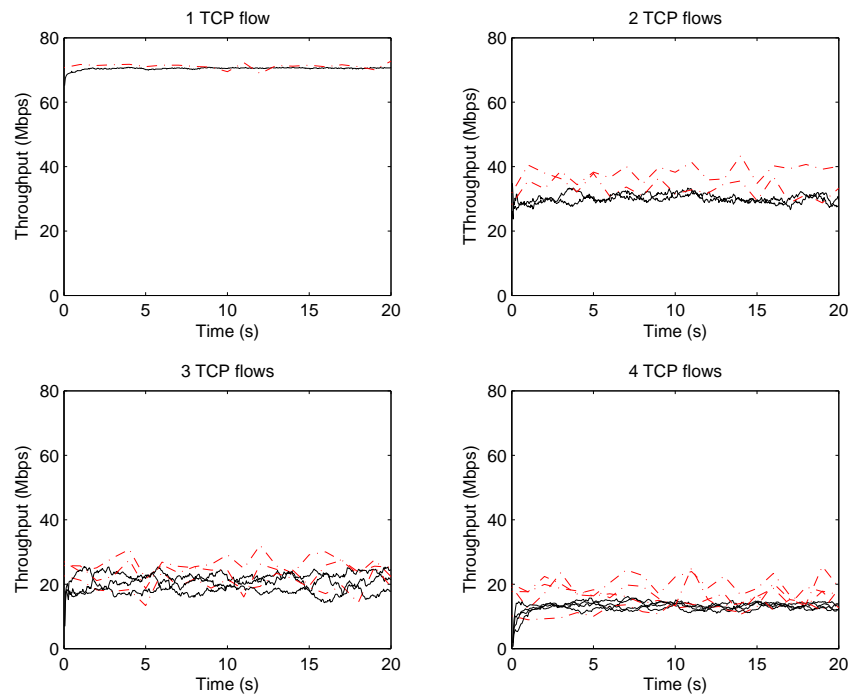 1 TCP flow
80
60
40
20
0
Throughput (Mbps)
0 5 10 15 20
Time (s)
2 TCP flows
80
60
40
20
0
TThroughput (Mbps)
0 5 10 15 20
Time (s)
3 TCP flows
80
60
40
20
0
Throughput (Mbps)
0 5 10 15 20
Time (s)
4 TCP flows
80
60
40
20
0
Throughput (Mbps)
0 5 10 15 20
Time (s)